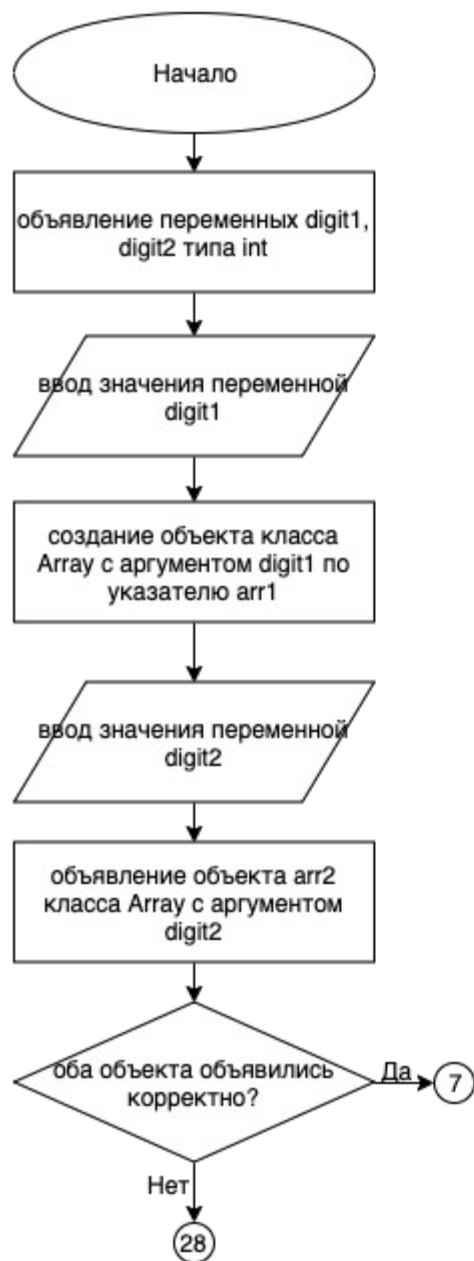 Начало
объявление переменных digit1,
digit2 типа int
ввод значения переменной
digit1
создание объекта класса
Array с аргументом digit1 по
указателю arr1
ввод значения переменной
digit2
объявление объекта arr2
класса Array с аргументом
digit2
оба объекта объявились
корректно?
Да
7
Нет
28